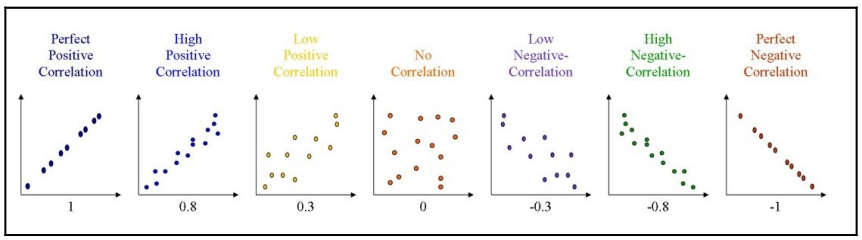 Perfect
Positive
Correlation
High
Positive
Correlation
Low
Positive
Correlation
No
Correlation
Low
Negative-
Correlation
High
Negative-
Correlation
Perfect
Negative
Correlation
1
0.8
0.3
0
-0.3
-0.8
-1